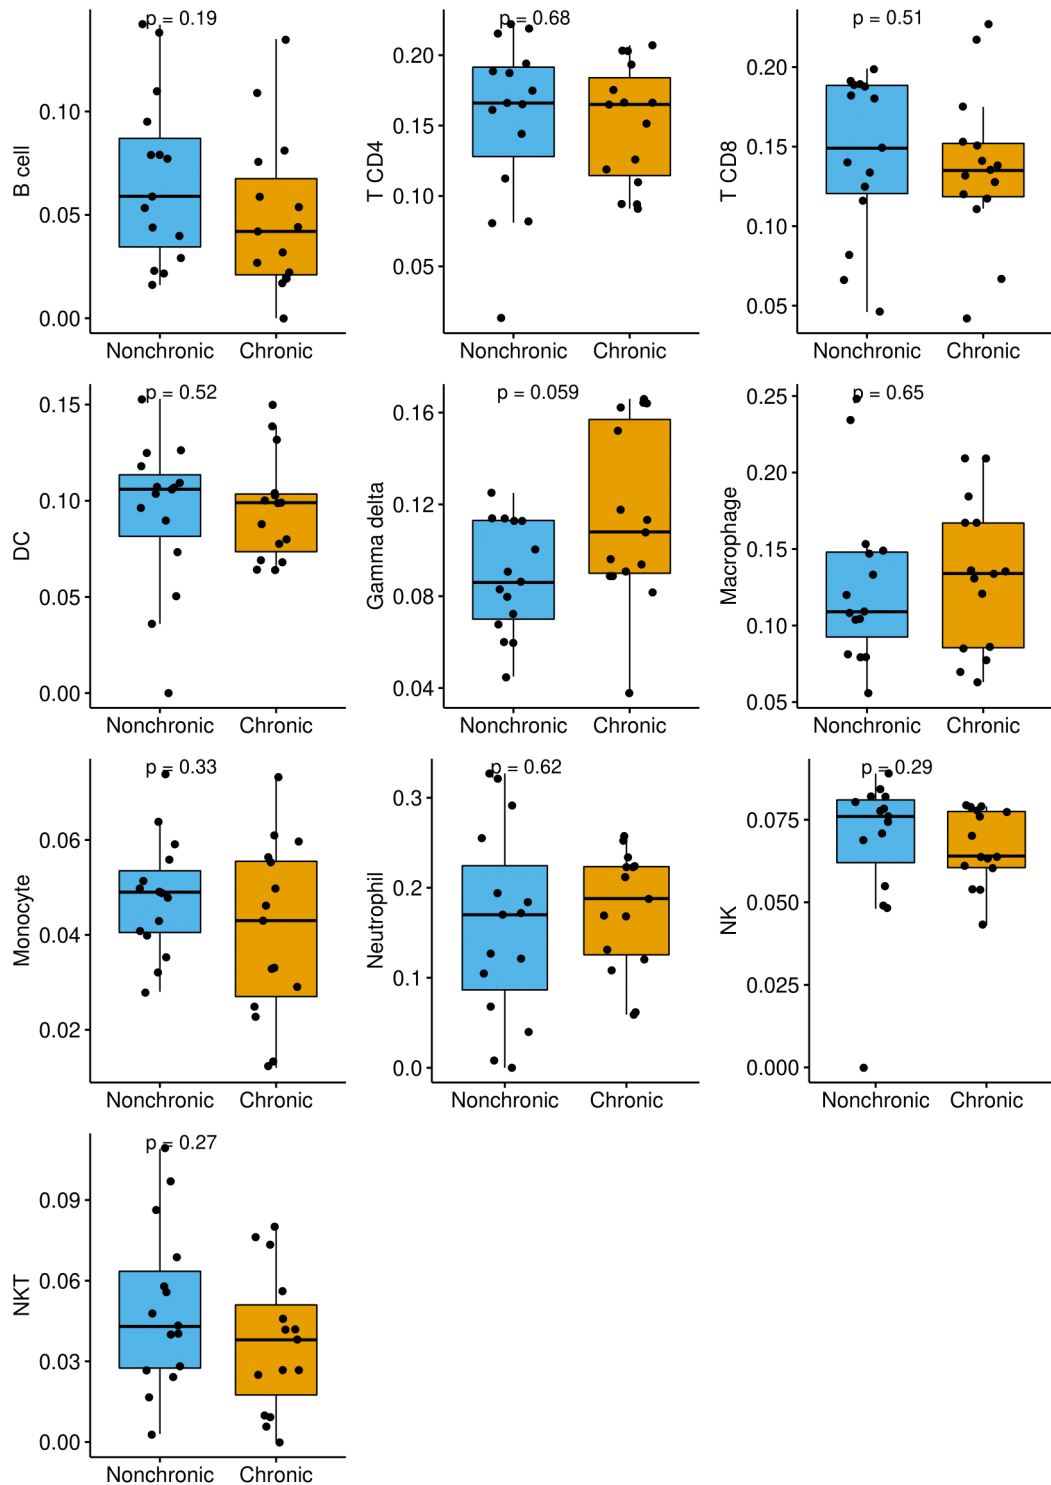 p = 0.19
B cell
0.10
0.05
0.00
Nonchronic Chronic
p = 0.68
T CD4
0.20
0.15
0.10
0.05
Nonchronic Chronic
p = 0.51
T CD8
0.20
0.15
0.10
0.05
Nonchronic Chronic
p = 0.52
DC
0.15
0.10
0.05
0.00
Nonchronic Chronic
p = 0.059
Gamma delta
0.16
0.12
0.08
0.04
Nonchronic Chronic
p = 0.65
Macrophage
0.25
0.20
0.15
0.10
0.05
Nonchronic Chronic
p = 0.33
Monocyte
0.06
0.04
0.02
Nonchronic Chronic
p = 0.62
Neutrophil
0.3
0.2
0.1
0.0
Nonchronic Chronic
p = 0.29
NK
0.075
0.050
0.025
0.000
Nonchronic Chronic
p = 0.27
NKT
0.09
0.06
0.03
0.00
Nonchronic Chronic